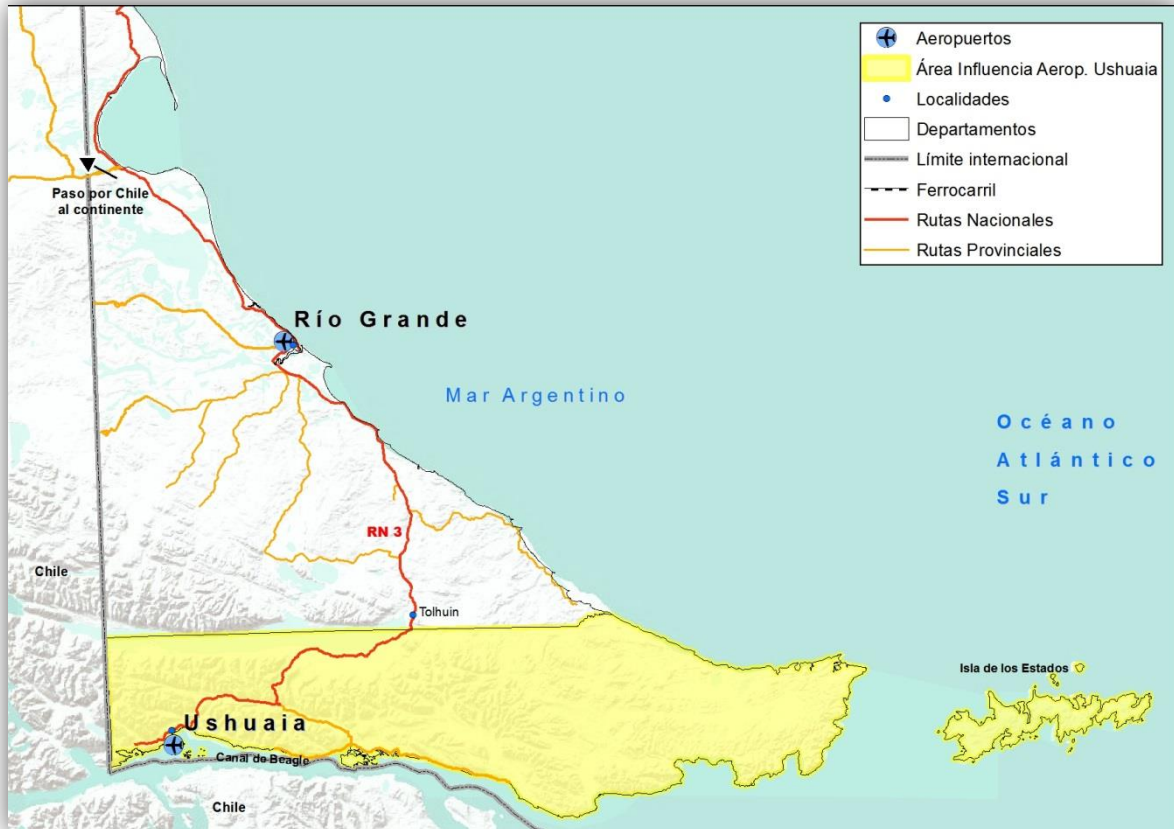 Aeropuertos
Área Influencia Aerop. Ushuaia
Localidades
Departamentos
Límite internacional
Ferrocarril
Rutas Nacionales
Rutas Provinciales
Paso por Chile
al continente
Río Grande
Mar Argentino
Océano
Atlántico
Sur
RN 3
Chile
Tolhuin
Isla de los Estados
Ushuaia
Canal de Beagle
Chile